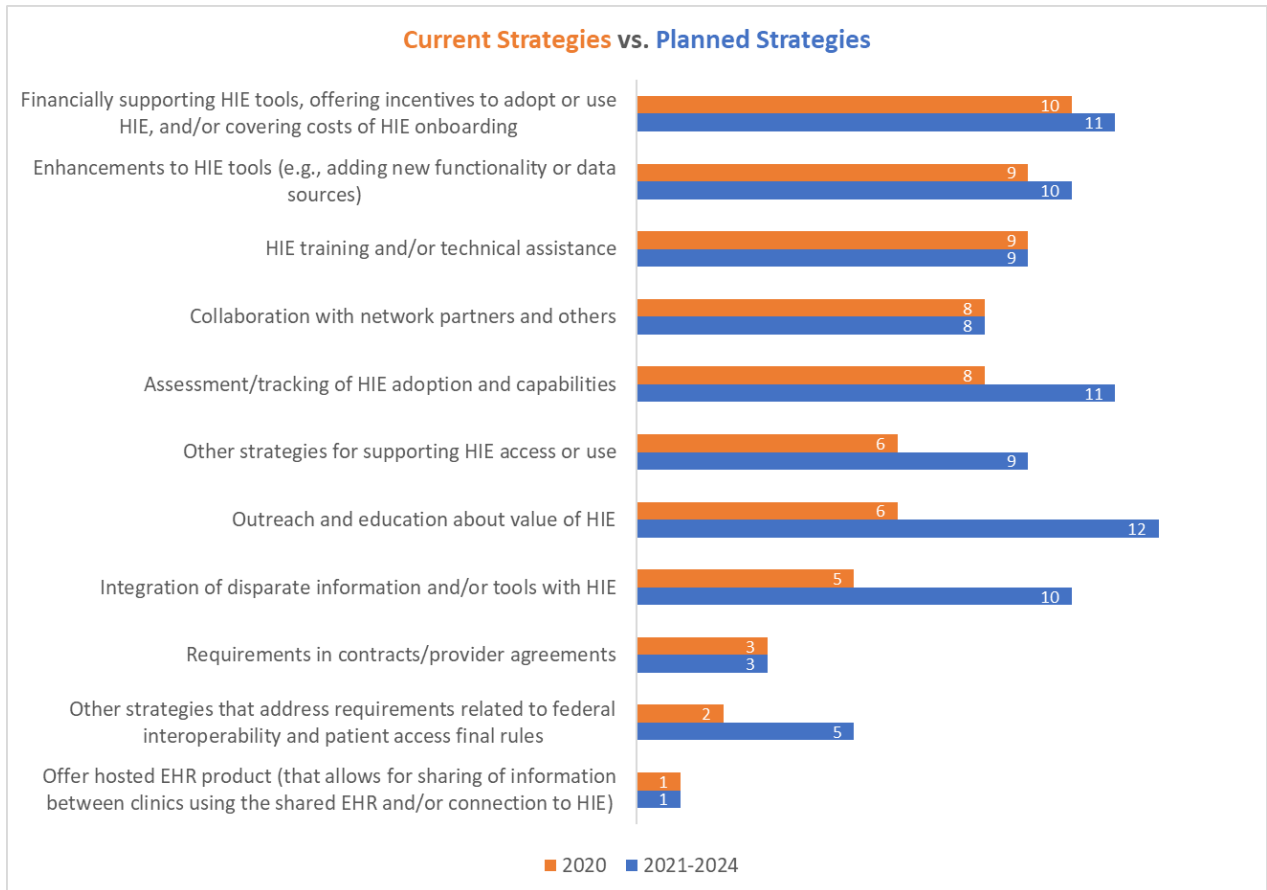 Current Strategies vs. Planned Strategies
Financially supporting HIE tools, offering incentives to adopt or use
HIE, and/or covering costs of HIE onboarding
10
11
Enhancements to HIE tools (e.g., adding new functionality or data
sources)
9
10
HIE training and/or technical assistance
9
9
Collaboration with network partners and others
8
8
Assessment/tracking of HIE adoption and capabilities
8
11
Other strategies for supporting HIE access or use
6
9
Outreach and education about value of HIE
6
12
Integration of disparate information and/or tools with HIE
5
10
Requirements in contracts/provider agreements
3
3
Other strategies that address requirements related to federal
interoperability and patient access final rules
2
5
Offer hosted EHR product (that allows for sharing of information
between clinics using the shared EHR and/or connection to HIE)
1
1
2020 2021-2024